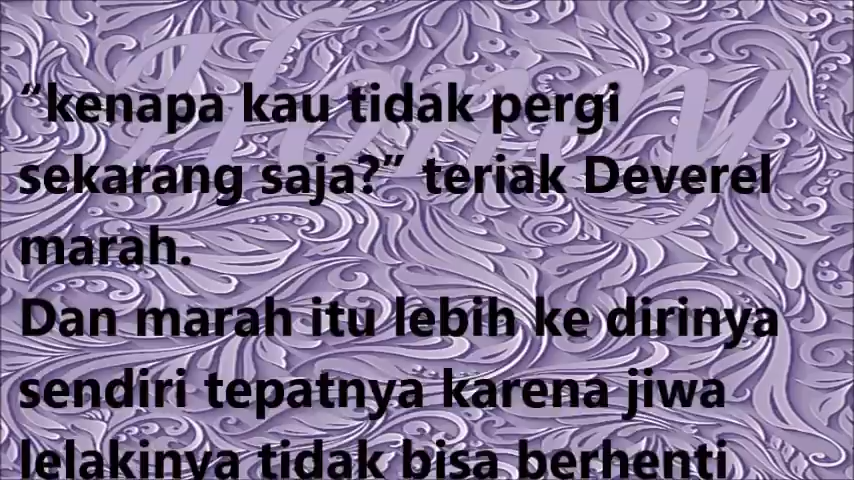 Honey
“kenapa kau tidak pergi
sekarang saja?” teriak Deverel
marah.
Dan marah itu lebih ke dirinya
sendiri tepatnya karena jiwa
lelakinya tidak bisa berhenti